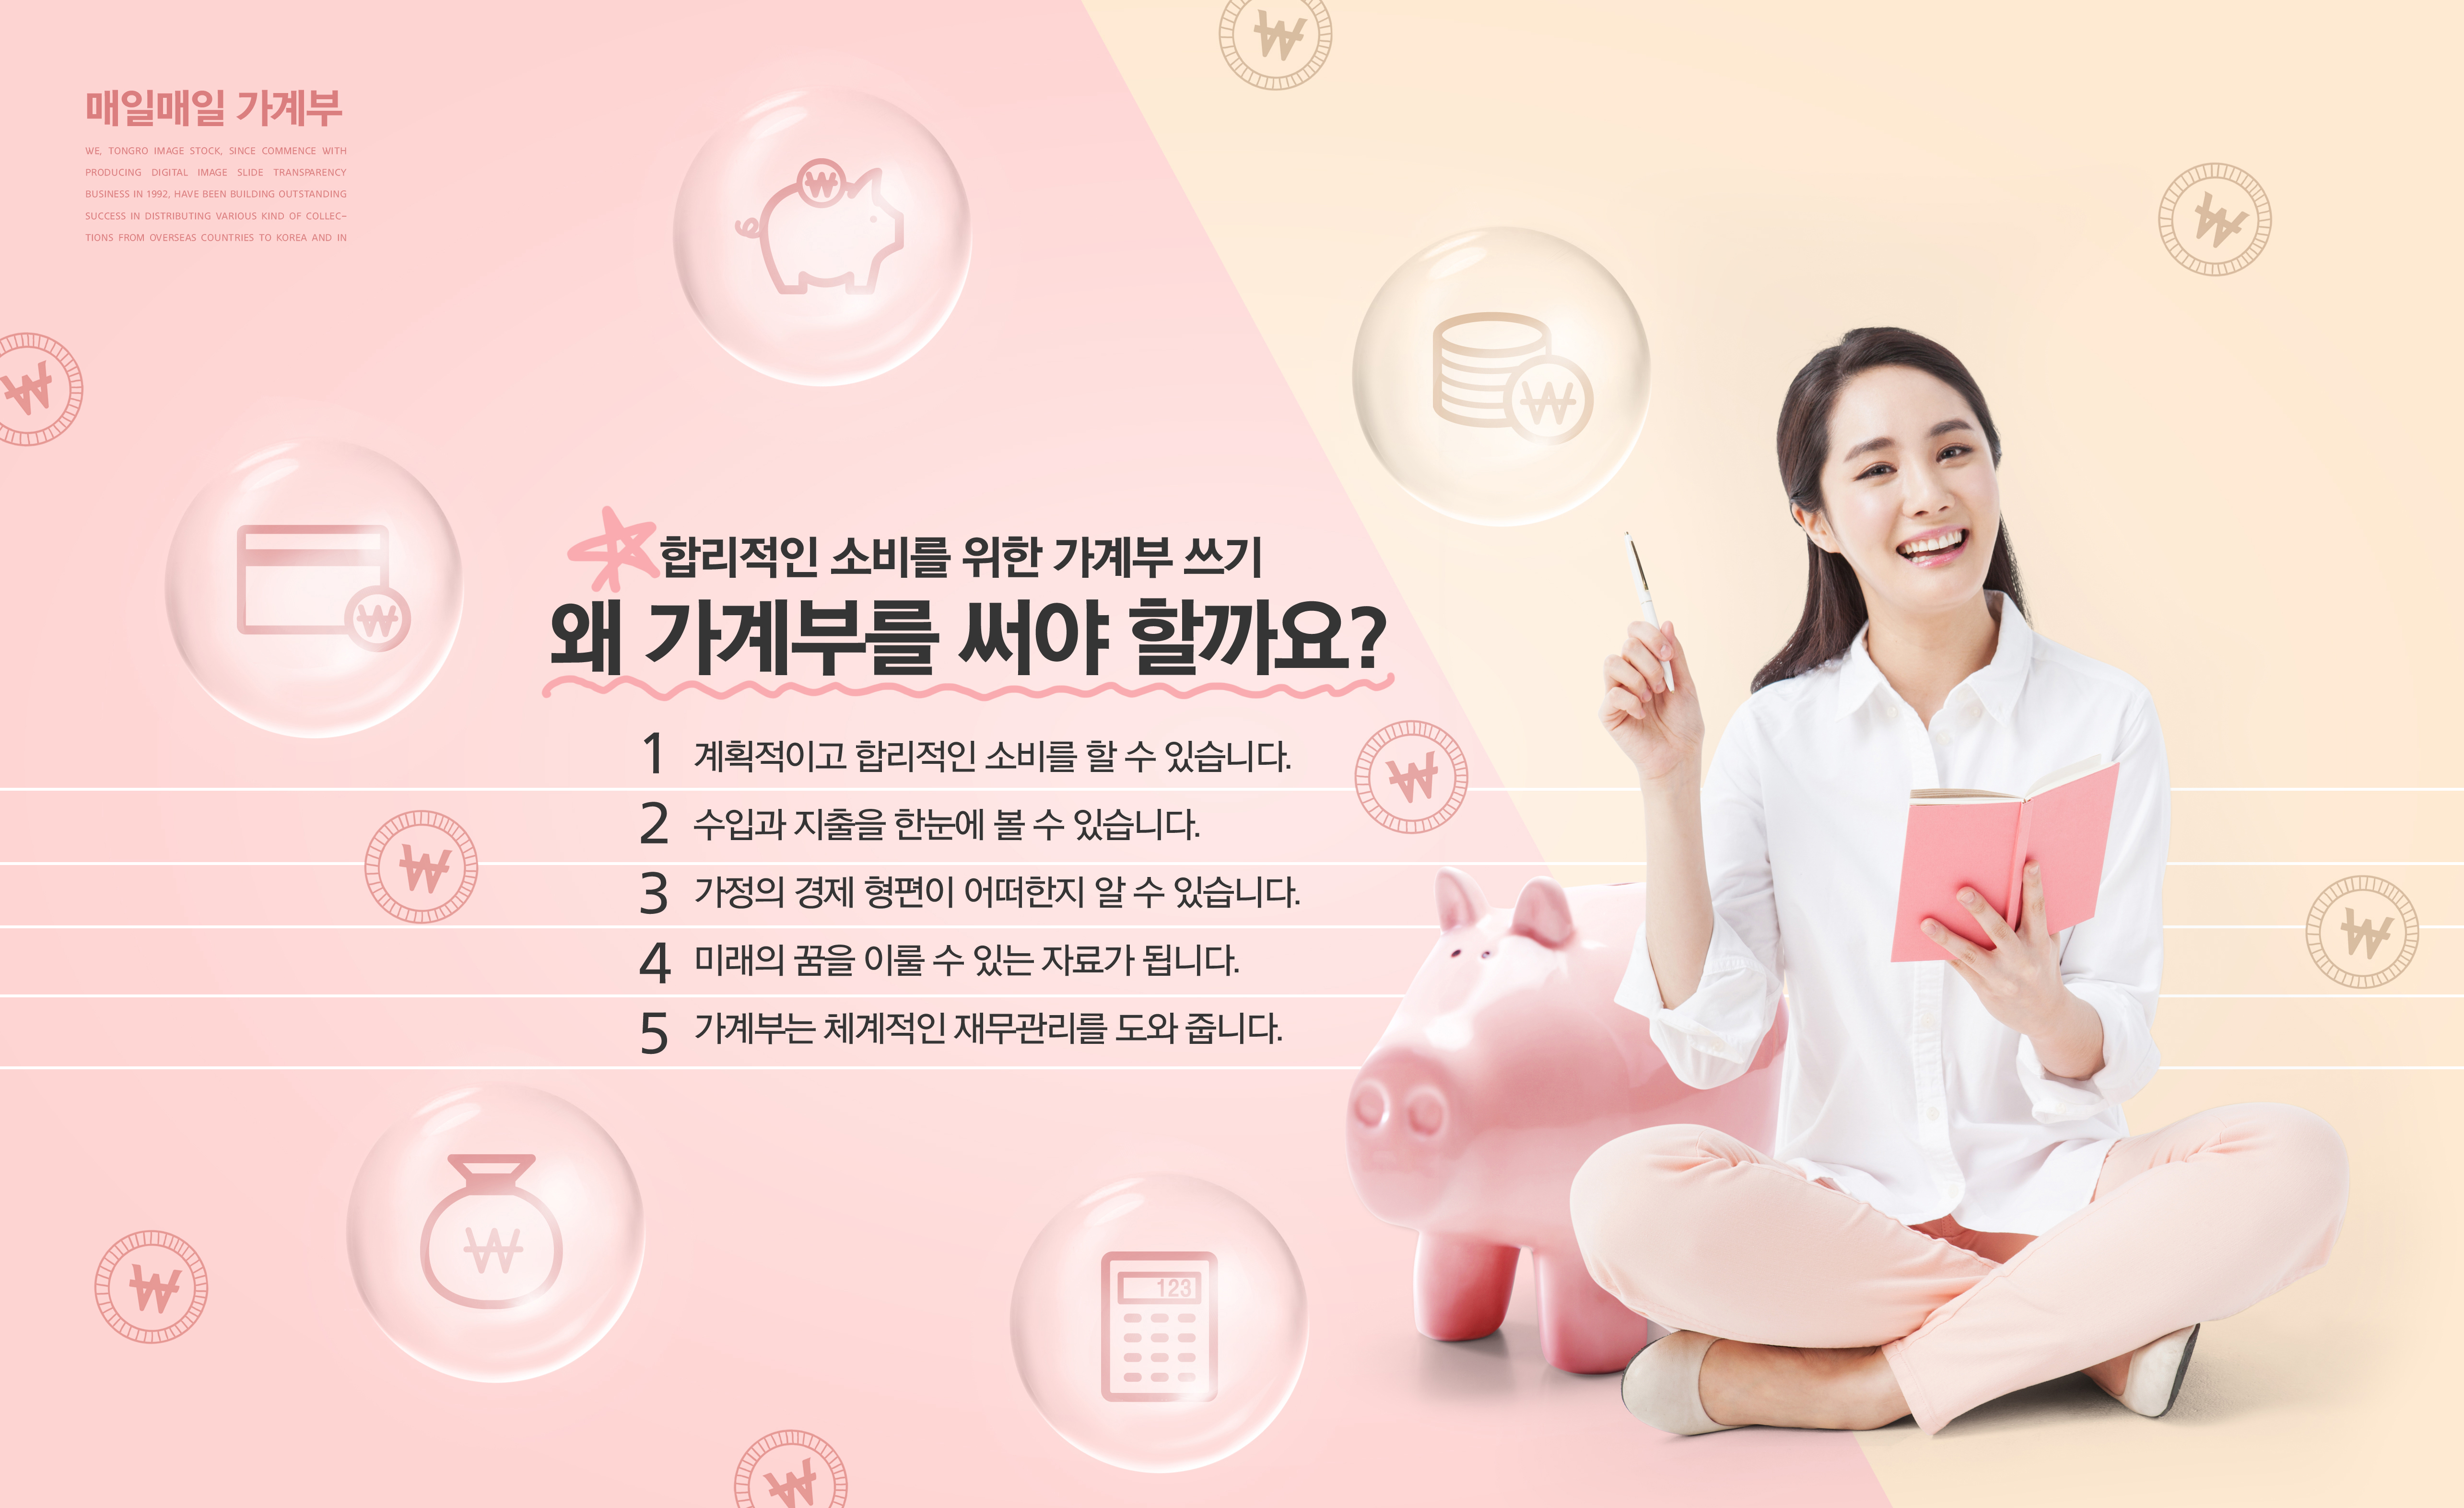 매일매일 가계부
WE, TONGRO IMAGE STOCK, SINCE COMMENCE WITH
PRODUCING DIGITAL IMAGE SLIDE TRANSPARENCY
BUSINESS IN 1992, HAVE BEEN BUILDING OUTSTANDING
SUCCESS IN DISTRIBUTING VARIOUS KIND OF COLLEC-
TIONS FROM OVERSEAS COUNTRIES TO KOREA AND IN
합리적인 소비를 위한 가계부 쓰기
왜 가계부를 써야 할까요?
1 계획적이고 합리적인 소비를 할 수 있습니다.
2 수입과 지출을 한눈에 볼 수 있습니다.
3 가정의 경제 형편이 어떠한지 알 수 있습니다.
4 미래의 꿈을 이룰 수 있는 자료가 됩니다.
5 가계부는 체계적인 재무관리를 도와 줍니다.
123